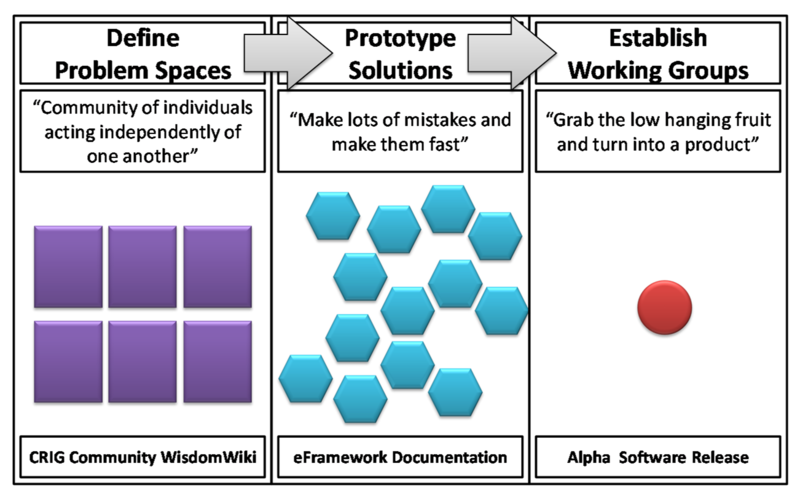 Define
Problem Spaces
Prototype
Solutions
Establish
Working Groups
“Community of individuals
acting independently of
one another”
“Make lots of mistakes and
make them fast”
“Grab the low hanging fruit
and turn into a product”
CRIG Community WisdomWiki
eFramework Documentation
Alpha Software Release